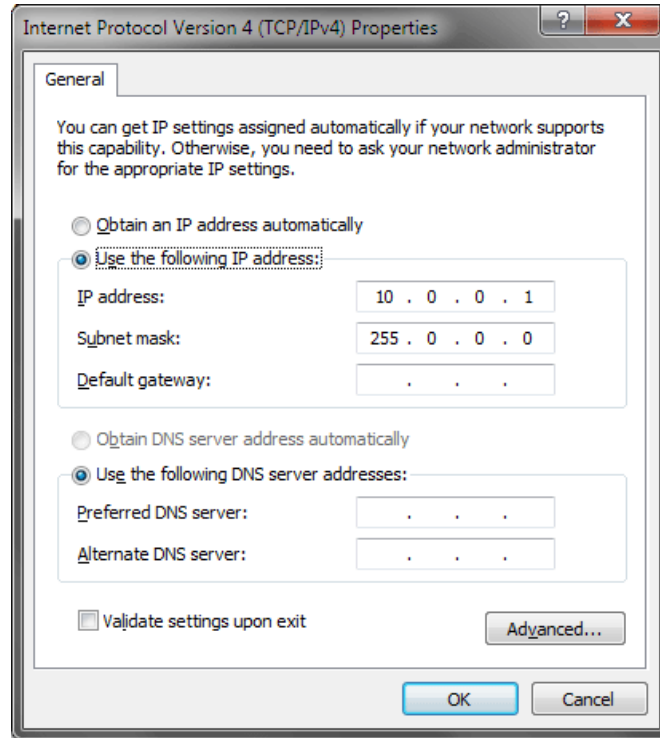 Internet Protocol Version 4 (TCP/IPv4) Properties
?
X
General
You can get IP settings assigned automatically if your network supports
this capability. Otherwise, you need to ask your network administrator
for the appropriate IP settings.
Obtain an IP address automatically
Use the following IP address:
IP address: 10 . 0 . 0 . 1
Subnet mask: 255 . 0 . 0 . 0
Default gateway: . . .
Obtain DNS server address automatically
Use the following DNS server addresses:
Preferred DNS server: . . .
Alternate DNS server: . . .
Validate settings upon exit
Advanced...
OK Cancel